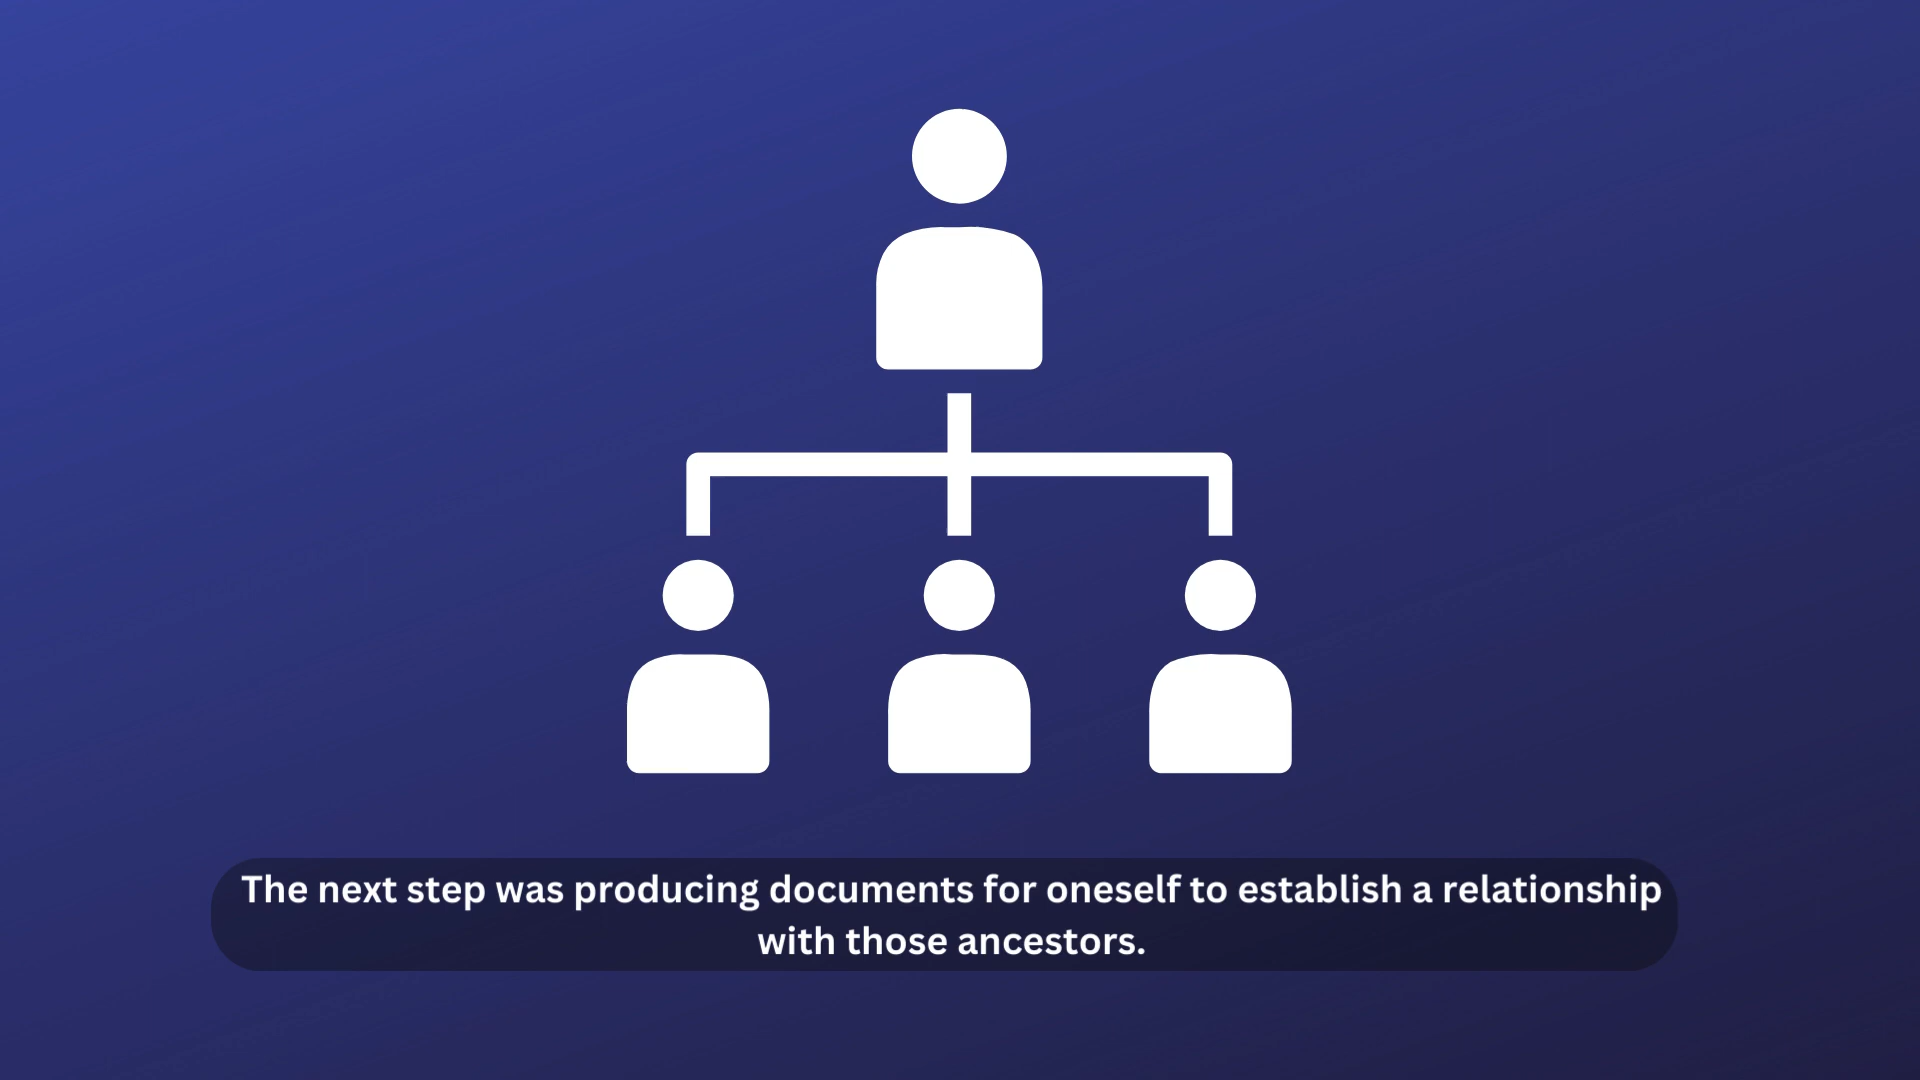 The next step was producing documents for oneself to establish a relationship
with those ancestors.